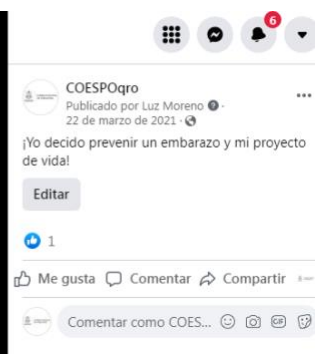 6
COESPOqro
Publicado por Luz Moreno
22 de marzo de 2021 ·
¡Yo decido prevenir un embarazo y mi proyecto
de vida!
Editar
1
Me gusta Comentar Compartir
Comentar como COES... GIF